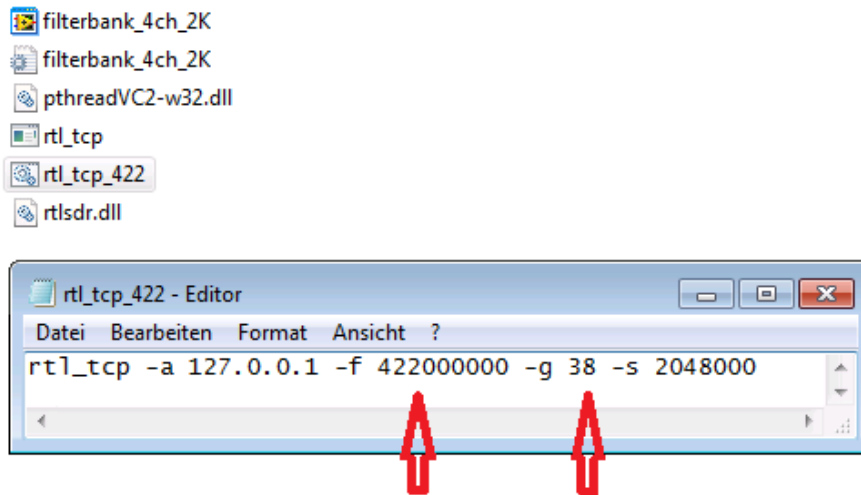 filterbank_4ch_2K
filterbank_4ch_2K
pthreadVC2-w32.dll
rtl_tcp
rtl_tcp_422
rtlsdr.dll
rtl_tcp_422 - Editor
Datei Bearbeiten Format Ansicht ?
rtl_tcp -a 127.0.0.1 -f 422000000 -g 38 -s 2048000